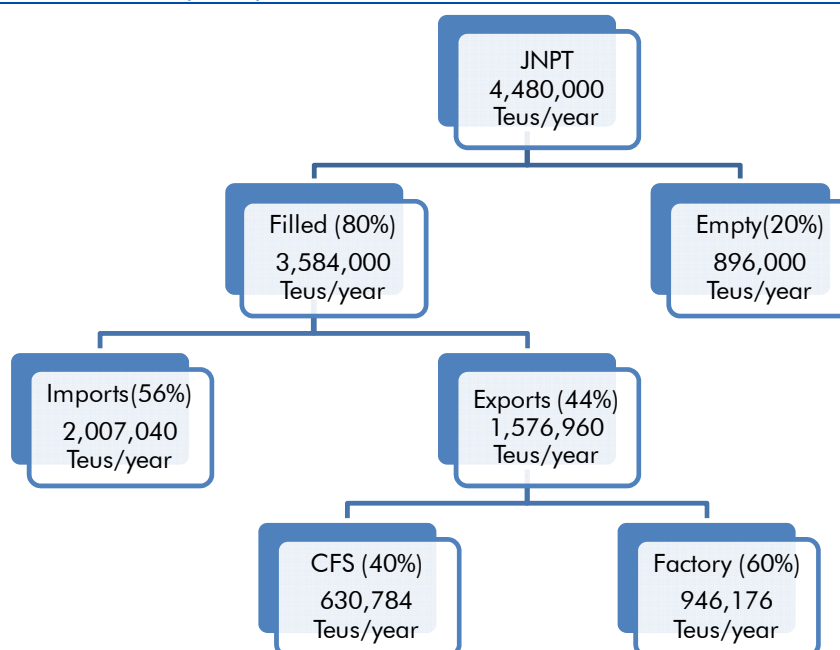 JNPT
4,480,000
Teus/year
Filled (80%)
3,584,000
Teus/year
Empty(20%)
896,000
Teus/year
Imports(56%)
2,007,040
Teus/year
Exports (44%)
1,576,960
Teus/year
CFS (40%)
630,784
Teus/year
Factory (60%)
946,176
Teus/year